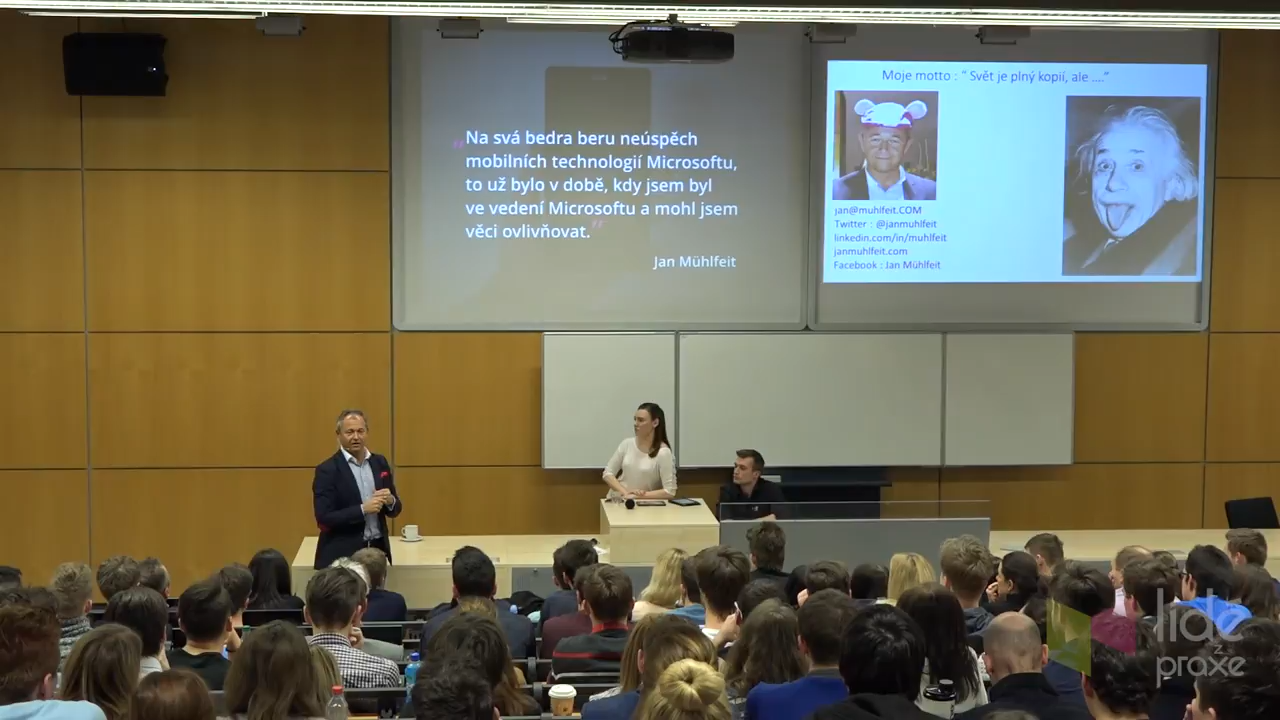 „Na svá bedra beru neúspěch
mobilních technologií Microsoftu,
to už bylo v době, kdy jsem byl
ve vedení Microsoftu a mohl jsem
věci ovlivňovat.“
Jan Mühlfeit
Moje motto : “ Svět je plný kopií, ale ….”
jan@muhlfeit.COM
Twitter : @janmuhlfeit
linkedin.com/in/muhlfeit
janmuhlfeit.com
Facebook : Jan Mühlfeit
lidé
z
praxe